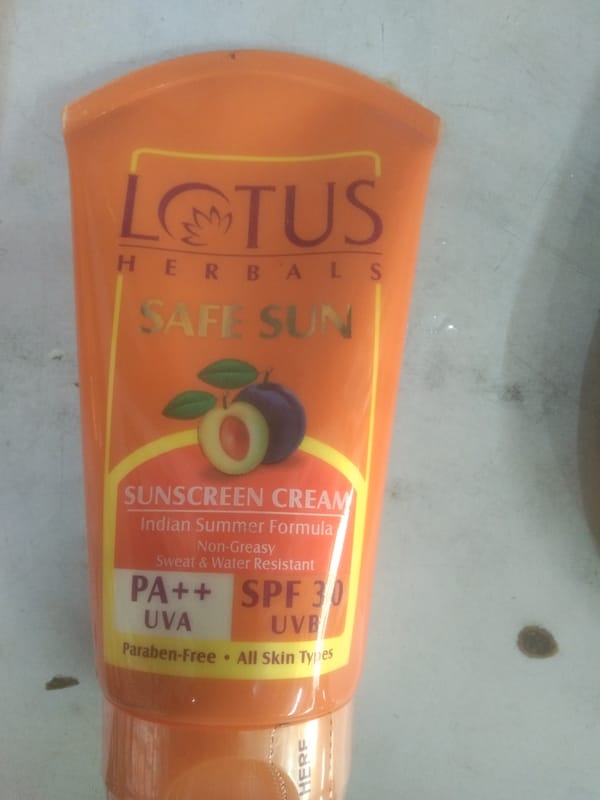 LOTUS
HERBALS
SAFE SUN
SUNSCREEN CREAM
Indian Summer Formula
Non-Greasy
Sweat & Water Resistant
PA++ SPF 30
UVA UVB
Paraben-Free • All Skin Types
HERE